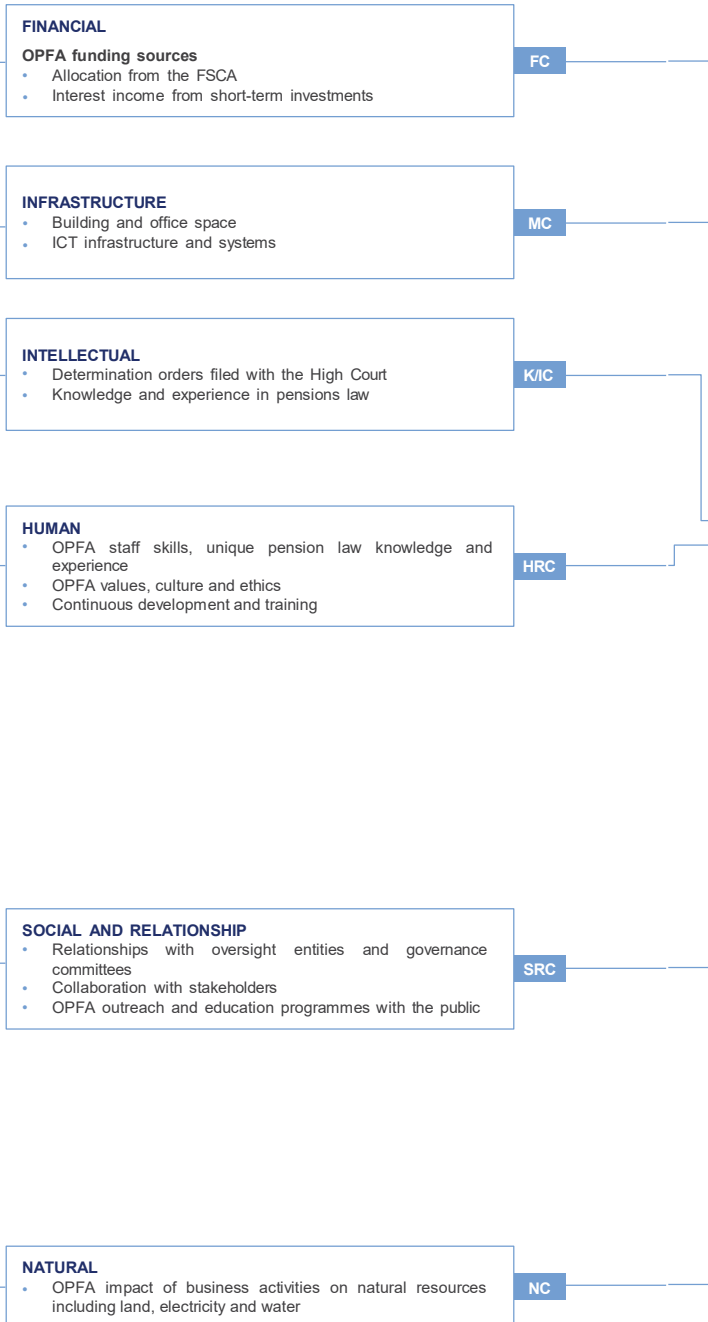 FINANCIAL
OPFA funding sources
• Allocation from the FSCA
• Interest income from short-term investments
FC
INFRASTRUCTURE
• Building and office space
• ICT infrastructure and systems
MC
INTELLECTUAL
• Determination orders filed with the High Court
• Knowledge and experience in pensions law
K/IC
HUMAN
• OPFA staff skills, unique pension law knowledge and
experience
• OPFA values, culture and ethics
• Continuous development and training
HRC
SOCIAL AND RELATIONSHIP
• Relationships with oversight entities and governance
committees
• Collaboration with stakeholders
• OPFA outreach and education programmes with the public
SRC
NATURAL
• OPFA impact of business activities on natural resources
including land, electricity and water
NC